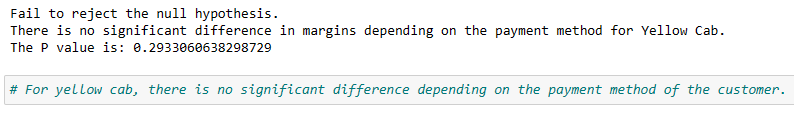 Fail to reject the null hypothesis.
There is no significant difference in margins depending on the payment method for Yellow Cab.
The P value is: 0.2933060638298729
# For yellow cab, there is no significant difference depending on the payment method of the customer.